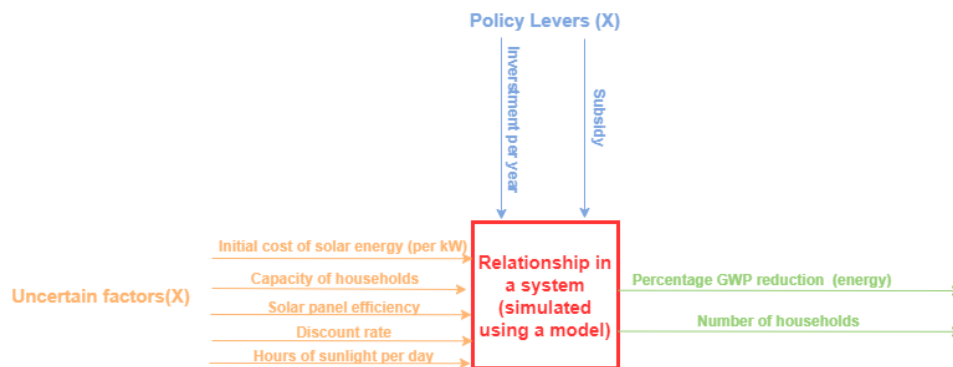 Policy Levers (X)
Inverstment per year
Subsidy
Initial cost of solar energy (per kW)
Capacity of households
Uncertain factors(X)
Solar panel efficiency
Discount rate
Hours of sunlight per day
Relationship in
a system
(simulated
using a model)
Percentage GWP reduction (energy)
Number of households